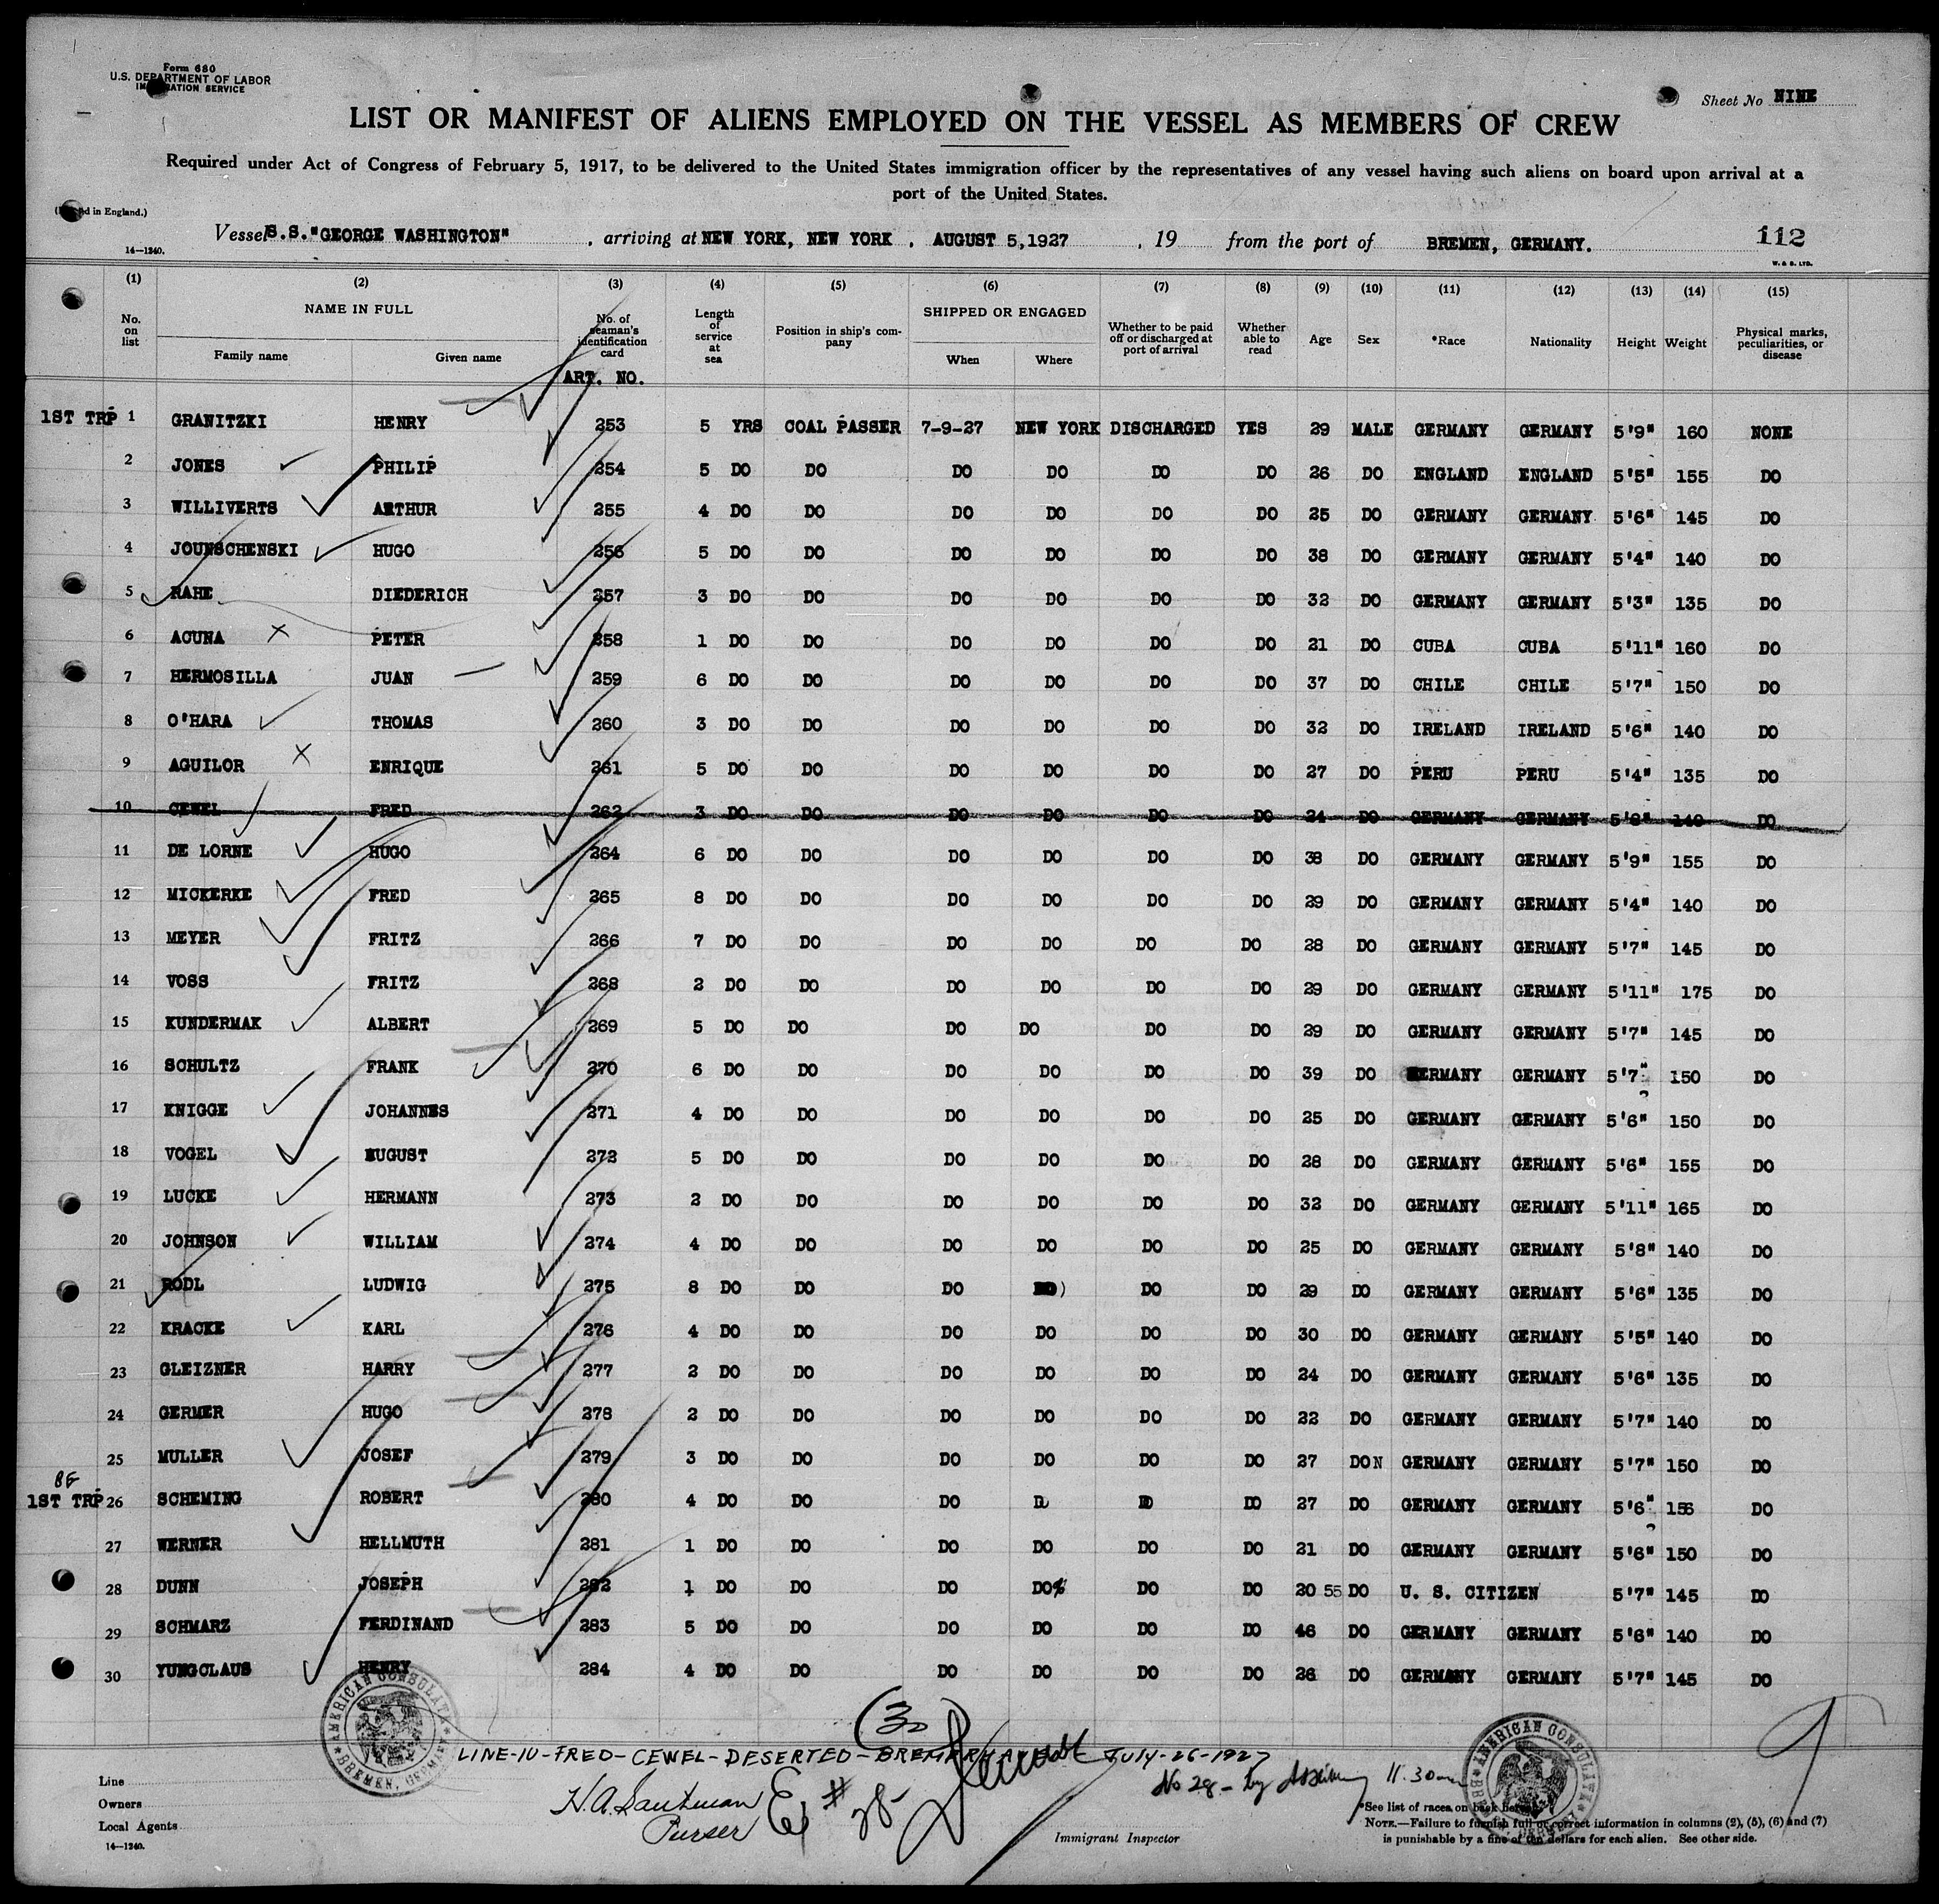 Form 680
U.S. DEPARTMENT OF LABOR
IMMIGRATION SERVICE
Sheet No NINE
LIST OR MANIFEST OF ALIENS EMPLOYED ON THE VESSEL AS MEMBERS OF CREW
Required under Act of Congress of February 5, 1917, to be delivered to the United States immigration officer by the representatives of any vessel having such aliens on board upon arrival at a
port of the United States.
(Printed in England.)
14—1240.
Vessel S.S."GEORGE WASHINGTON" , arriving at NEW YORK, NEW YORK , AUGUST 5,1927 , 19 from the port of BREMEN, GERMANY. 112
W. & S. LTD.
(1) (2) (3) (4) (5) (6) (7) (8) (9) (10) (11) (12) (13) (14) (15)
No. on list NAME IN FULL Family name Given name No. of seaman's identification card Length of service at sea Position in ship's company SHIPPED OR ENGAGED When Where Whether to be paid off or discharged at port of arrival Whether able to read Age Sex *Race Nationality Height Weight Physical marks, peculiarities, or disease
ART. NO.
1ST TRP 1 GRANITZKI HENRY 253 5 YRS COAL PASSER 7-9-27 NEW YORK DISCHARGED YES 29 MALE GERMANY GERMANY 5'9" 160 NONE
2 JONES PHILIP 254 5 DO DO DO DO DO DO 26 DO ENGLAND ENGLAND 5'5" 155 DO
3 WILLIVERTS ARTHUR 255 4 DO DO DO DO DO DO 25 DO GERMANY GERMANY 5'6" 145 DO
4 JOUNSCHENSKI HUGO 256 5 DO DO DO DO DO DO 38 DO GERMANY GERMANY 5'4" 140 DO
5 RAHE DIEDERICH 257 3 DO DO DO DO DO DO 32 DO GERMANY GERMANY 5'3" 135 DO
6 ACUNA PETER 258 1 DO DO DO DO DO DO 21 DO CUBA CUBA 5'11" 160 DO
7 HERMOSILLA JUAN 259 6 DO DO DO DO DO DO 37 DO CHILE CHILE 5'7" 150 DO
8 O'HARA THOMAS 260 3 DO DO DO DO DO DO 32 DO IRELAND IRELAND 5'6" 140 DO
9 AGUILOR ENRIQUE 261 5 DO DO DO DO DO DO 27 DO PERU PERU 5'4" 135 DO
10 CEWEL FRED 262 3 DO DO DO DO DO DO 24 DO GERMANY GERMANY 5'8" 140 DO
11 DE LORNE HUGO 264 6 DO DO DO DO DO DO 38 DO GERMANY GERMANY 5'9" 155 DO
12 MICKERKE FRED 265 8 DO DO DO DO DO DO 29 DO GERMANY GERMANY 5'4" 140 DO
13 MEYER FRITZ 266 7 DO DO DO DO DO DO 28 DO GERMANY GERMANY 5'7" 145 DO
14 VOSS FRITZ 268 2 DO DO DO DO DO DO 29 DO GERMANY GERMANY 5'11" 175 DO
15 KUNDERMAK ALBERT 269 5 DO DO DO DO DO DO 29 DO GERMANY GERMANY 5'7" 145 DO
16 SCHULTZ FRANK 270 6 DO DO DO DO DO DO 39 DO GERMANY GERMANY 5'7" 150 DO
17 KNIGGE JOHANNES 271 4 DO DO DO DO DO DO 25 DO GERMANY GERMANY 5'6" 150 DO
18 VOGEL AUGUST 272 5 DO DO DO DO DO DO 28 DO GERMANY GERMANY 5'6" 155 DO
19 LUCKE HERMANN 273 2 DO DO DO DO DO DO 32 DO GERMANY GERMANY 5'11" 165 DO
20 JOHNSON WILLIAM 274 4 DO DO DO DO DO DO 25 DO GERMANY GERMANY 5'8" 140 DO
21 RODL LUDWIG 275 8 DO DO DO DO DO DO 29 DO GERMANY GERMANY 5'6" 135 DO
22 KRACKE KARL 276 4 DO DO DO DO DO DO 30 DO GERMANY GERMANY 5'5" 140 DO
23 GLEIZNER HARRY 277 2 DO DO DO DO DO DO 24 DO GERMANY GERMANY 5'6" 135 DO
24 GERMER HUGO 278 2 DO DO DO DO DO DO 22 DO GERMANY GERMANY 5'7" 140 DO
25 MULLER JOSEF 279 3 DO DO DO DO DO DO 27 DO N GERMANY GERMANY 5'7" 150 DO
1ST TRP 26 SCHEMING ROBERT 280 4 DO DO DO D DO DO 27 DO GERMANY GERMANY 5'6" 156 DO
27 WERNER HELLMUTH 281 1 DO DO DO DO DO DO 21 DO GERMANY GERMANY 5'6" 150 DO
28 DUNN JOSEPH 282 1 DO DO DO DO% DO DO 20 55 DO U. S. CITIZEN 5'7" 145 DO
29 SCHMARZ FERDINAND 283 5 DO DO DO DO DO DO 46 DO GERMANY GERMANY 5'6" 140 DO
30 YUNGCLAUS HENRY 284 4 DO DO DO DO DO DO 26 DO GERMANY GERMANY 5'7" 145 DO
(30)
AMERICAN CONSULATE BREMEN, GERMANY
AMERICAN CONSULATE BREMEN, GERMANY
LINE-10-FRED-CEWEL-DESERTED-BREMERHAVEN JULY-26-1927
No 28- by 11.30am
H.A. Sautman
Purser
Line
Owners
Local Agents
14—1240.
Immigrant Inspector
*See list of races on back hereof.
NOTE.—Failure to furnish full or correct information in columns (2), (5), (6) and (7)
is punishable by a fine of ten dollars for each alien. See other side.